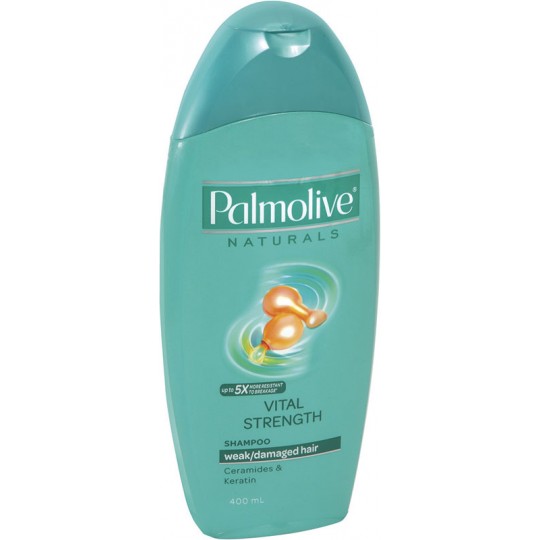 Palmolive®
NATURALS
up to 5X MORE RESISTANT
TO BREAKAGE*
VITAL
STRENGTH
SHAMPOO
weak/damaged hair
Ceramides &
Keratin
400 mL